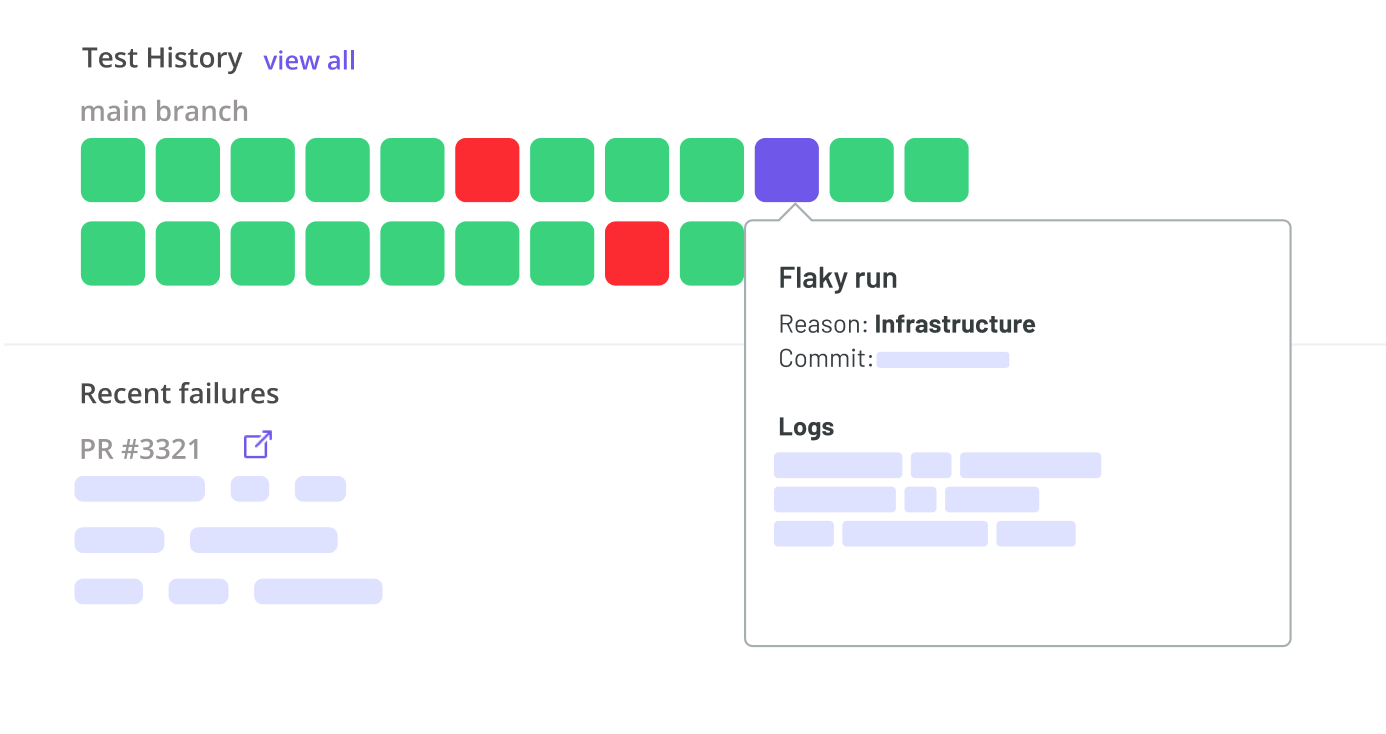 Test History view all
main branch
Flaky run
Reason: Infrastructure
Commit:
Logs
Recent failures
PR #3321